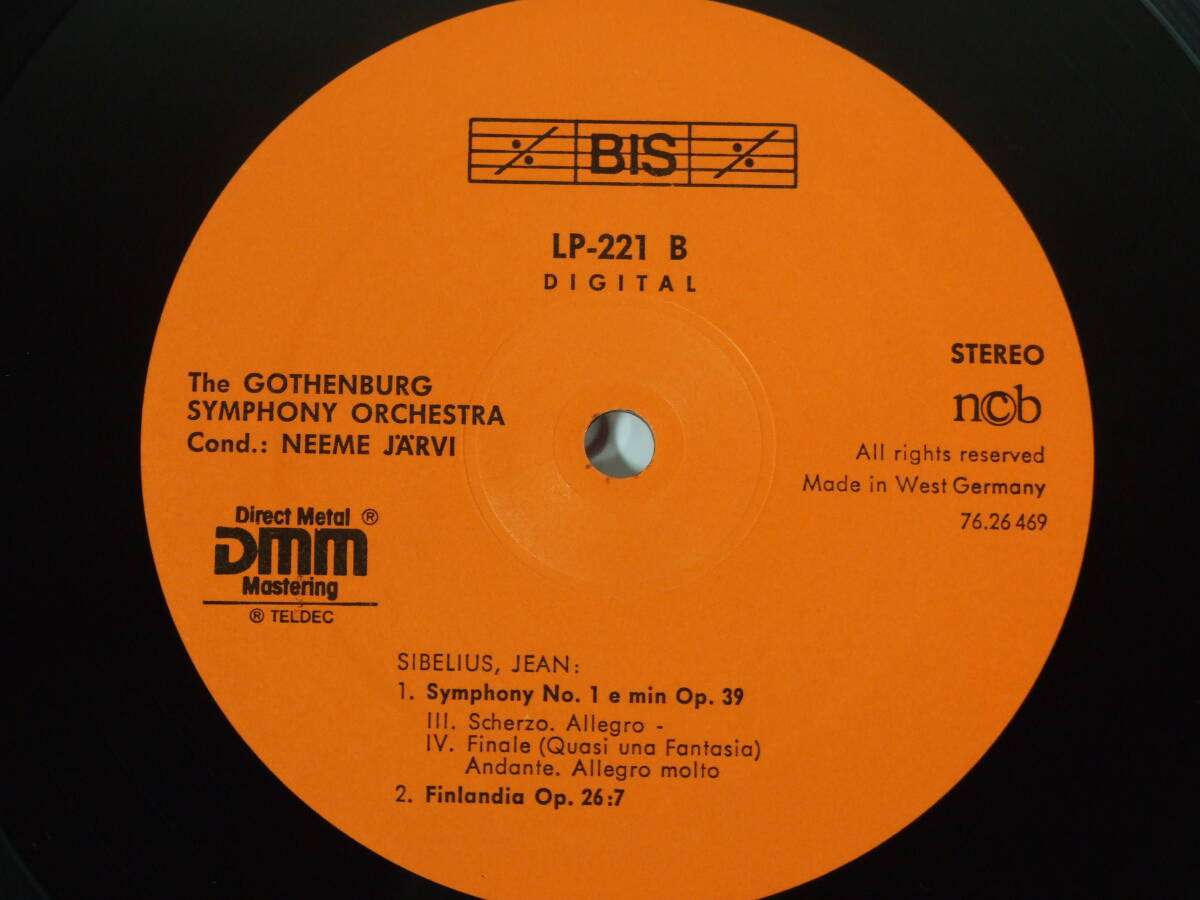 BIS
LP-221 B
DIGITAL
The GOTHENBURG
SYMPHONY ORCHESTRA
Cond.: NEEME JÄRVI
STEREO
n©b
All rights reserved
Made in West Germany
76.26 469
Direct Metal ®
DMM
Mastering
® TELDEC
SIBELIUS, JEAN:
1. Symphony No. 1 e min Op. 39
III. Scherzo. Allegro -
IV. Finale (Quasi una Fantasia)
Andante. Allegro molto
2. Finlandia Op. 26:7